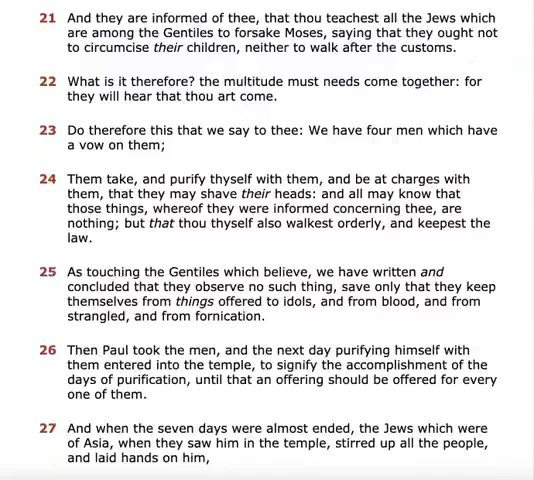 21 And they are informed of thee, that thou teachest all the Jews which
are among the Gentiles to forsake Moses, saying that they ought not
to circumcise their children, neither to walk after the customs.
22 What is it therefore? the multitude must needs come together: for
they will hear that thou art come.
23 Do therefore this that we say to thee: We have four men which have
a vow on them;
24 Them take, and purify thyself with them, and be at charges with
them, that they may shave their heads: and all may know that
those things, whereof they were informed concerning thee, are
nothing; but that thou thyself also walkest orderly, and keepest the
law.
25 As touching the Gentiles which believe, we have written and
concluded that they observe no such thing, save only that they keep
themselves from things offered to idols, and from blood, and from
strangled, and from fornication.
26 Then Paul took the men, and the next day purifying himself with
them entered into the temple, to signify the accomplishment of the
days of purification, until that an offering should be offered for every
one of them.
27 And when the seven days were almost ended, the Jews which were
of Asia, when they saw him in the temple, stirred up all the people,
and laid hands on him,